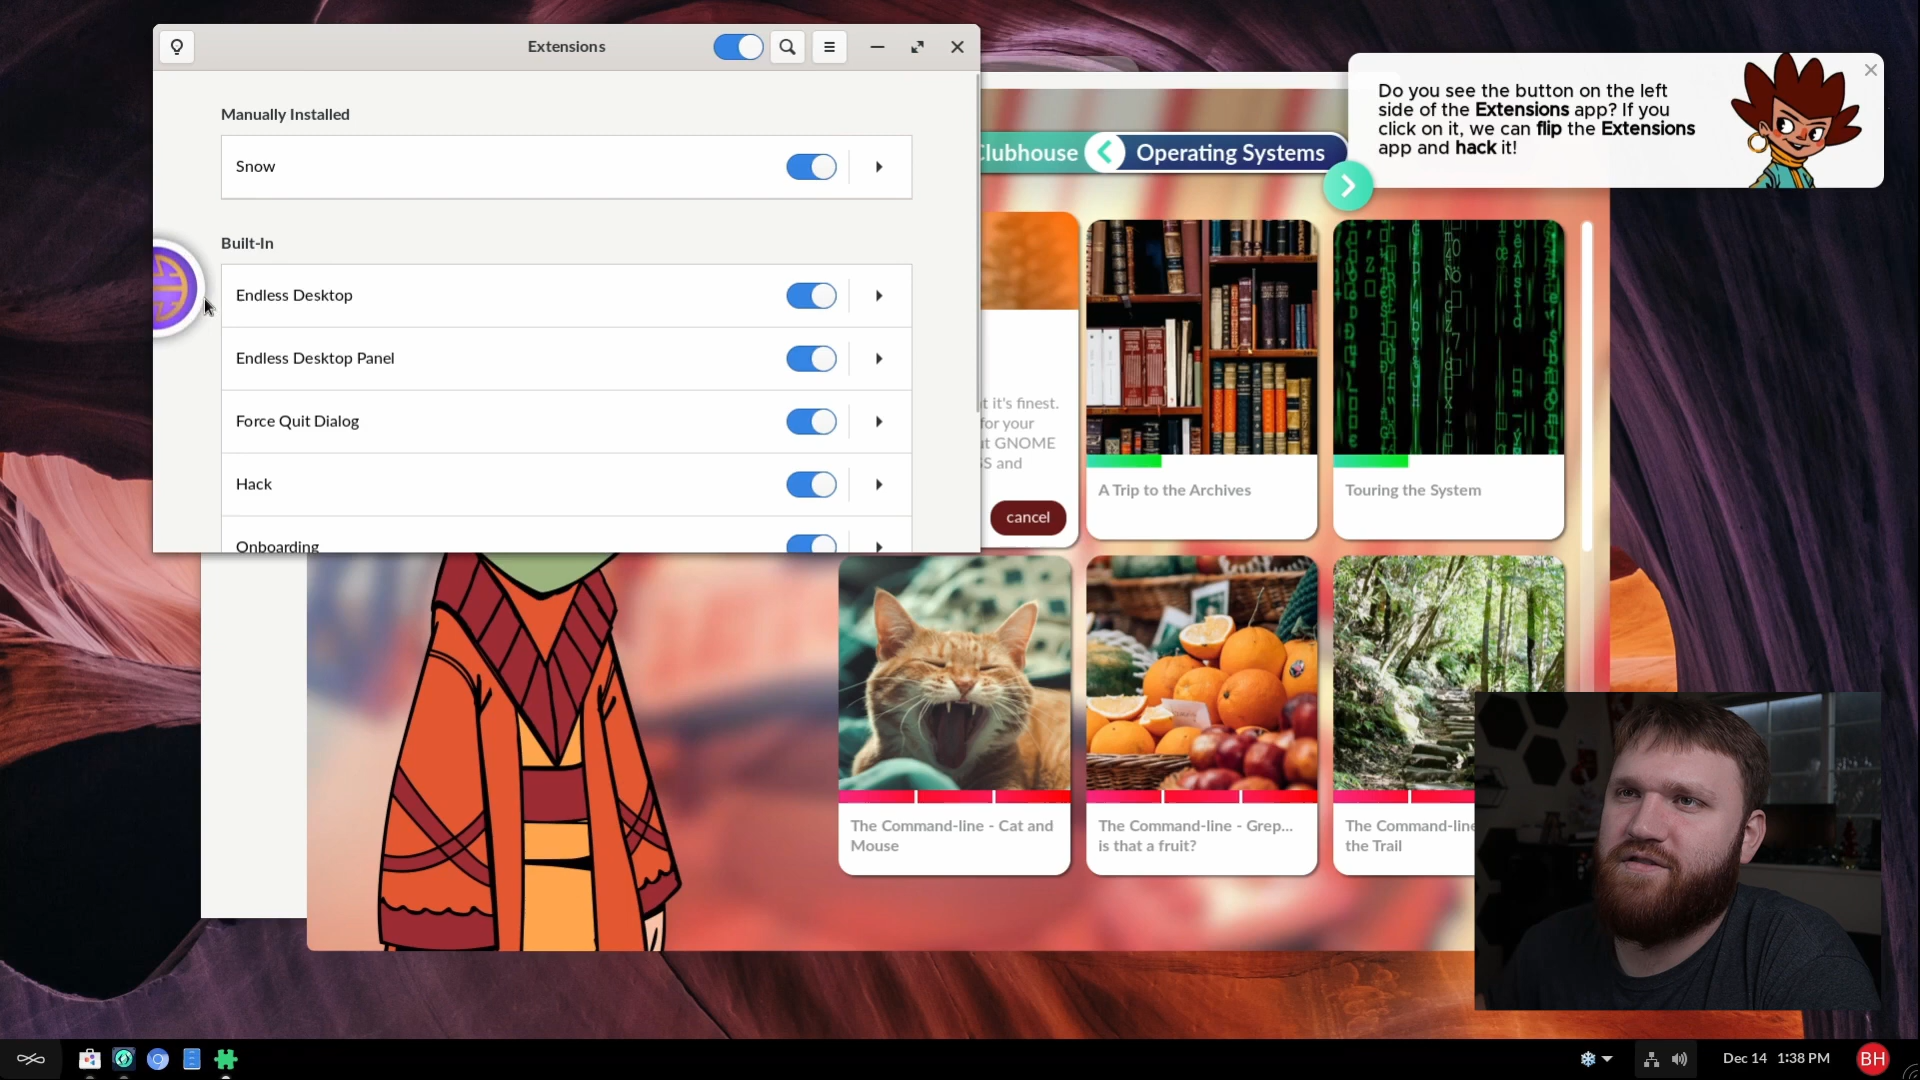 Extensions
Manually Installed
Snow
Built-In
Endless Desktop
Endless Desktop Panel
Force Quit Dialog
Hack
Onboarding
Do you see the button on the left
side of the Extensions app? If you
click on it, we can flip the Extensions
app and hack it!
Clubhouse
Operating Systems
t it's finest.
for your
ut GNOME
S and
cancel
A Trip to the Archives
Touring the System
The Command-line - Cat and
Mouse
The Command-line - Grep...
is that a fruit?
The Command-line
the Trail
Dec 14 1:38 PM
BH